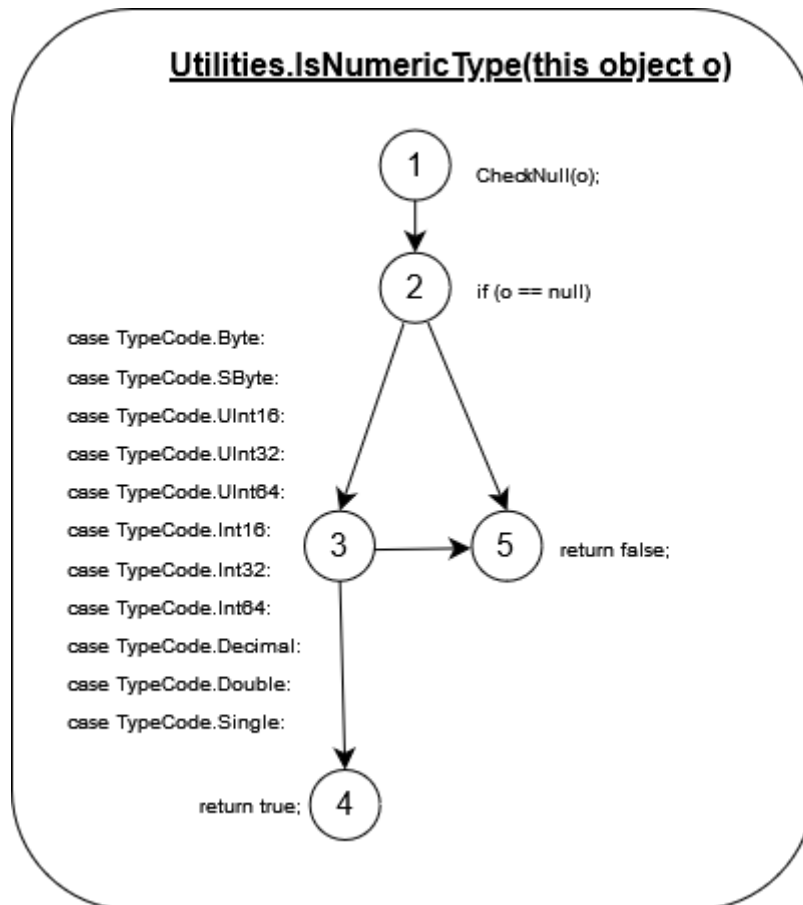 Utilities.IsNumericType(this object o)
1
CheckNull(o);
2
if (o == null)
case TypeCode.Byte:
case TypeCode.SByte:
case TypeCode.UInt16:
case TypeCode.UInt32:
case TypeCode.UInt64:
case TypeCode.Int16:
case TypeCode.Int32:
case TypeCode.Int64:
case TypeCode.Decimal:
case TypeCode.Double:
case TypeCode.Single:
3
5
return false;
return true;
4